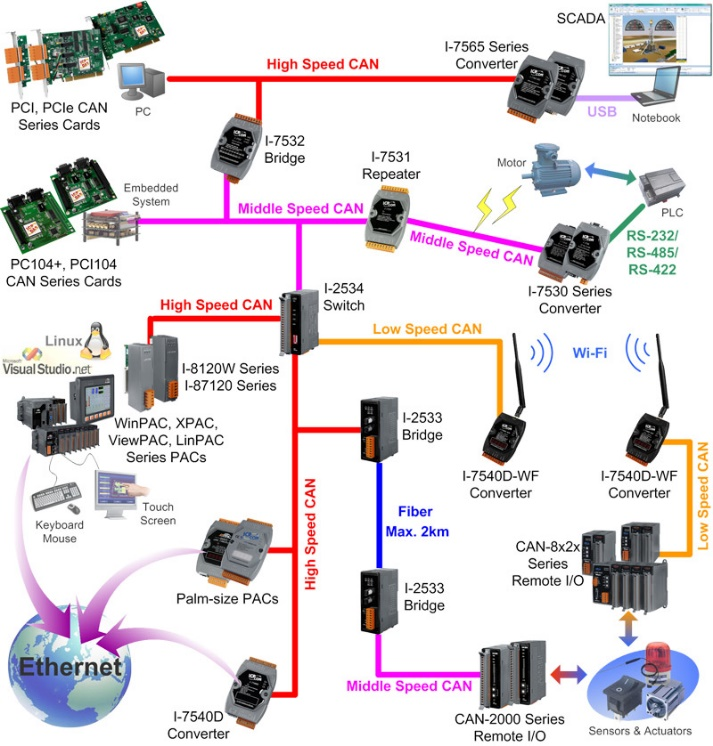 SCADA
I-7565 Series
Converter
High Speed CAN
PC
PCI, PCIe CAN
Series Cards
USB
Notebook
I-7532
Bridge
I-7531
Repeater
Motor
PLC
Embedded
System
Middle Speed CAN
Middle Speed CAN
RS-232/
RS-485/
RS-422
PC104+, PCI104
CAN Series Cards
I-7530 Series
Converter
I-2534
Switch
High Speed CAN
Low Speed CAN
Wi-Fi
Linux
Microsoft
Visual Studio.net
I-8120W Series
I-87120 Series
WinPAC, XPAC,
ViewPAC, LinPAC
Series PACs
I-2533
Bridge
I-7540D-WF
Converter
I-7540D-WF
Converter
Keyboard
Mouse
Touch
Screen
High Speed CAN
Fiber
Max. 2km
Low Speed CAN
CAN-8x2x
Series
Remote I/O
Palm-size PACs
I-2533
Bridge
Ethernet
Middle Speed CAN
I-7540D
Converter
CAN-2000 Series
Remote I/O
Sensors & Actuators